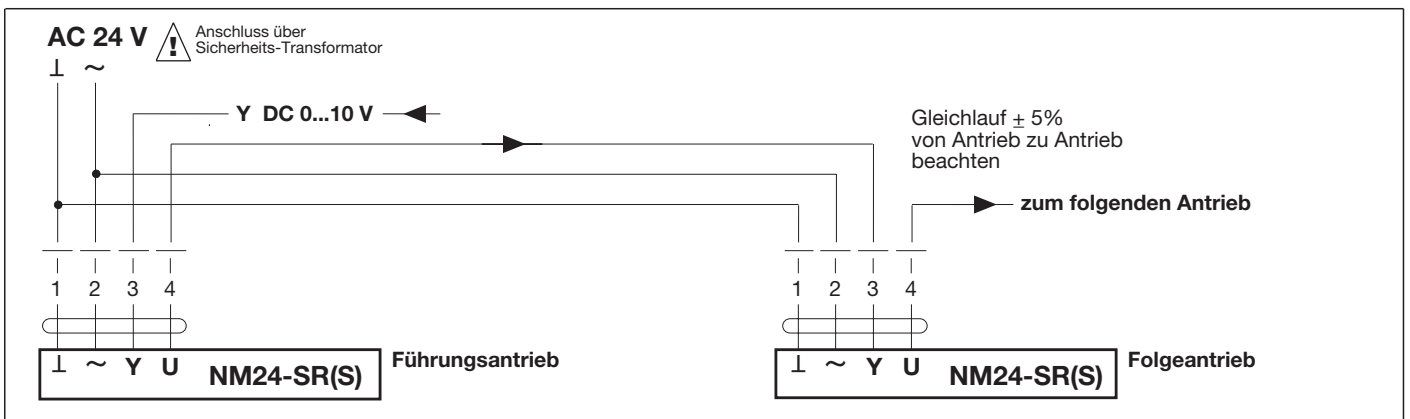 AC 24 V
Anschluss über
Sicherheits-Transformator
⊥ ~
Y DC 0...10 V
Gleichlauf ± 5%
von Antrieb zu Antrieb
beachten
zum folgenden Antrieb
1 2 3 4
1 2 3 4
⊥ ~ Y U NM24-SR(S)
Führungsantrieb
⊥ ~ Y U NM24-SR(S)
Folgeantrieb